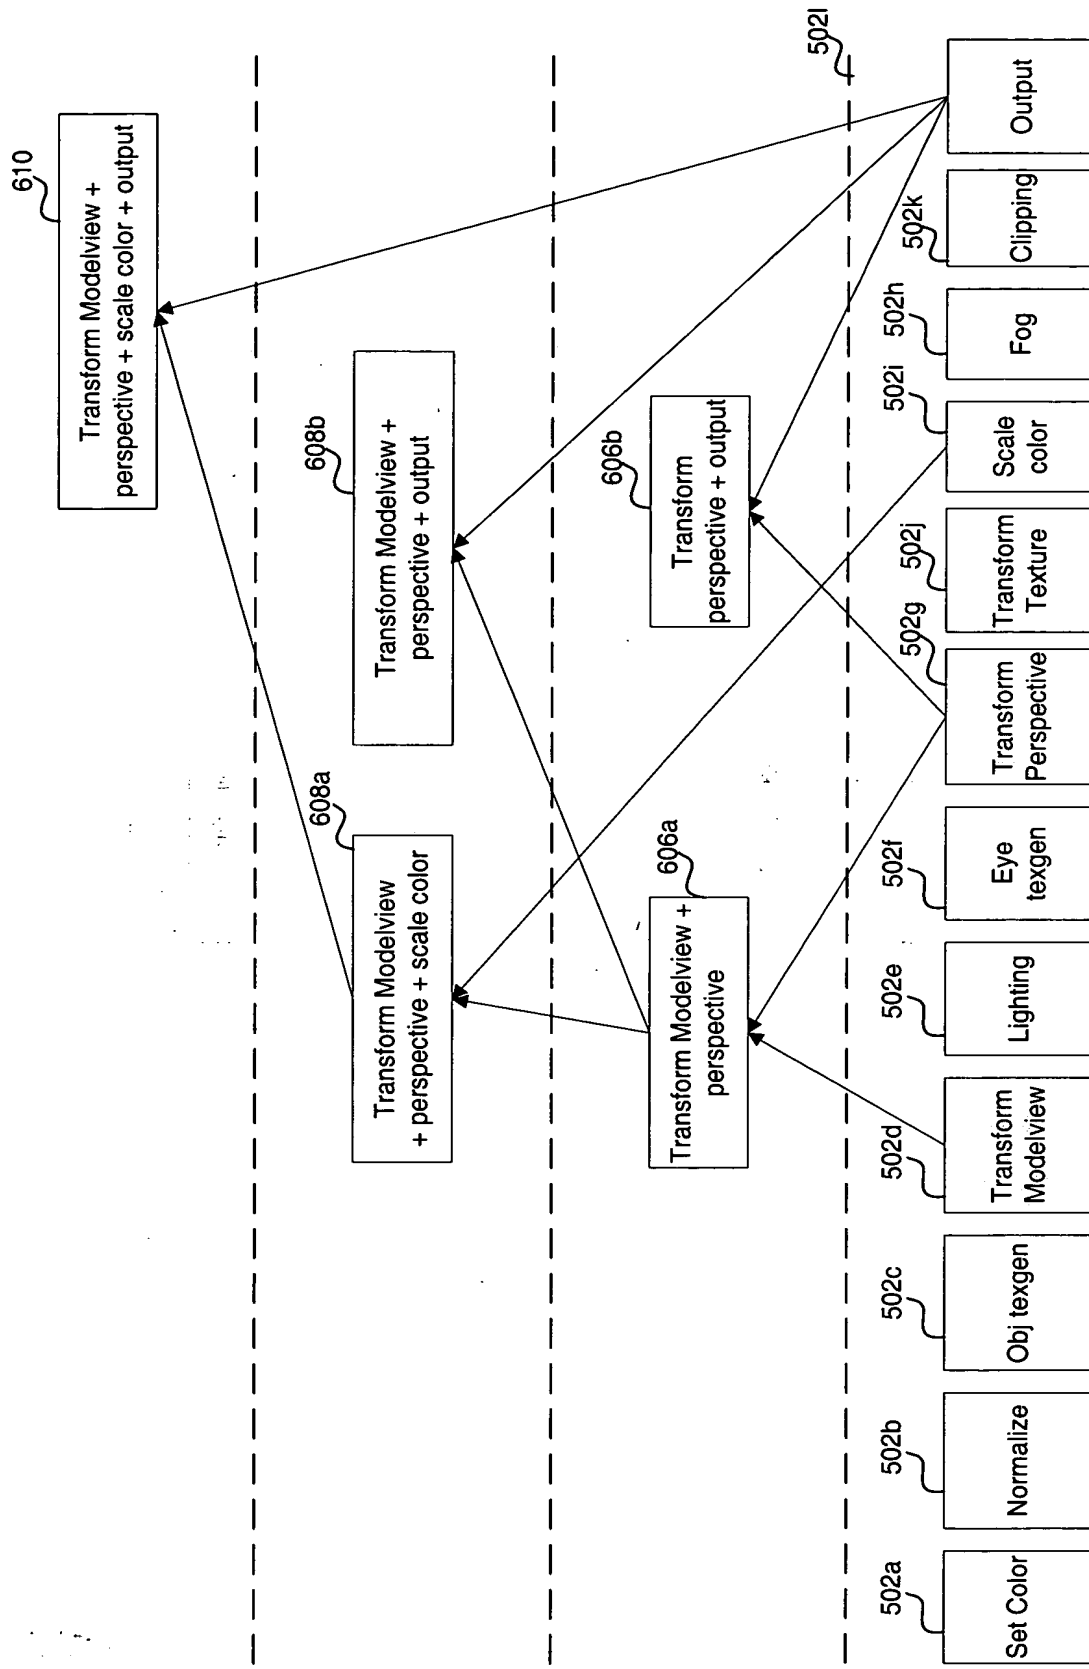 610
Transform Modelview +
perspective + scale color + output
608a
Transform Modelview
+ perspective + scale color
608b
Transform Modelview +
perspective + output
606a
Transform Modelview +
perspective
606b
Transform
perspective + output
502a
Set Color
502b
Normalize
502c
Obj texgen
502d
Transform
Modelview
502e
Lighting
502f
Eye
texgen
502g
Transform
Perspective
502j
Transform
Texture
502i
Scale
color
502h
Fog
502k
Clipping
502l
Output